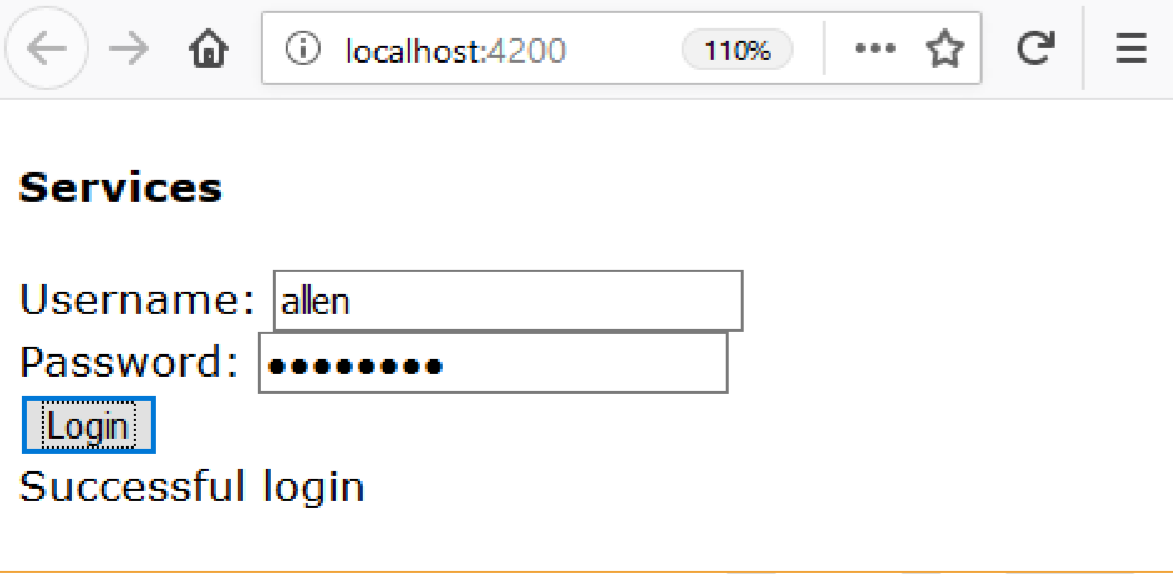 localhost:4200 110%
Services
Username: allen
Password: ••••••••
Login
Successful login